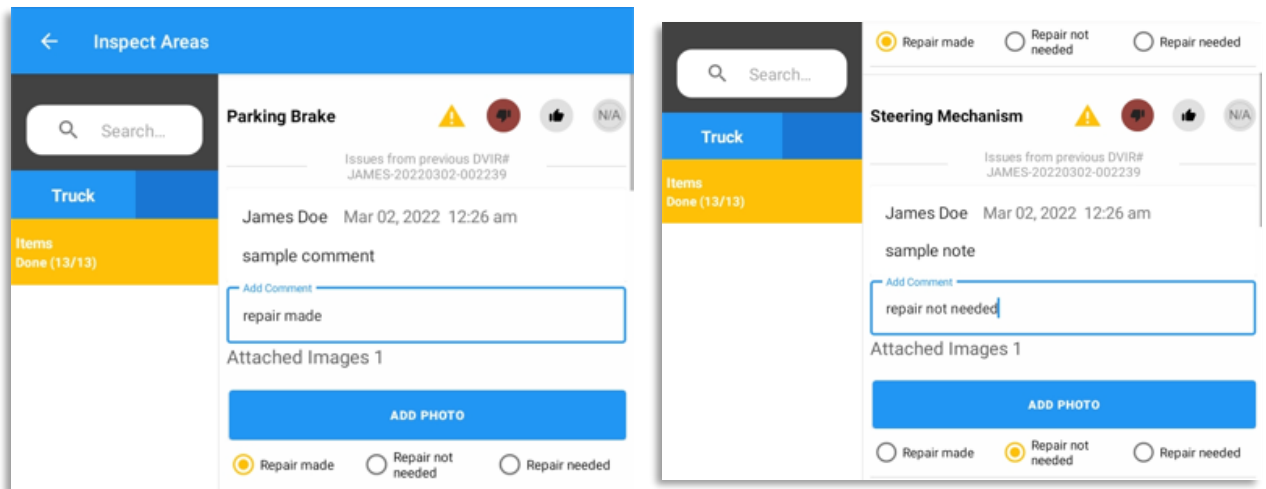 Inspect Areas
Search...
Truck
Items
Done (13/13)
Parking Brake
N/A
Issues from previous DVIR#
JAMES-20220302-002239
James Doe Mar 02, 2022 12:26 am
sample comment
Add Comment
repair made
Attached Images 1
ADD PHOTO
Repair made
Repair not
needed
Repair needed
Search...
Truck
Items
Done (13/13)
Repair made
Repair not
needed
Repair needed
Steering Mechanism
N/A
Issues from previous DVIR#
JAMES-20220302-002239
James Doe Mar 02, 2022 12:26 am
sample note
Add Comment
repair not needed
Attached Images 1
ADD PHOTO
Repair made
Repair not
needed
Repair needed